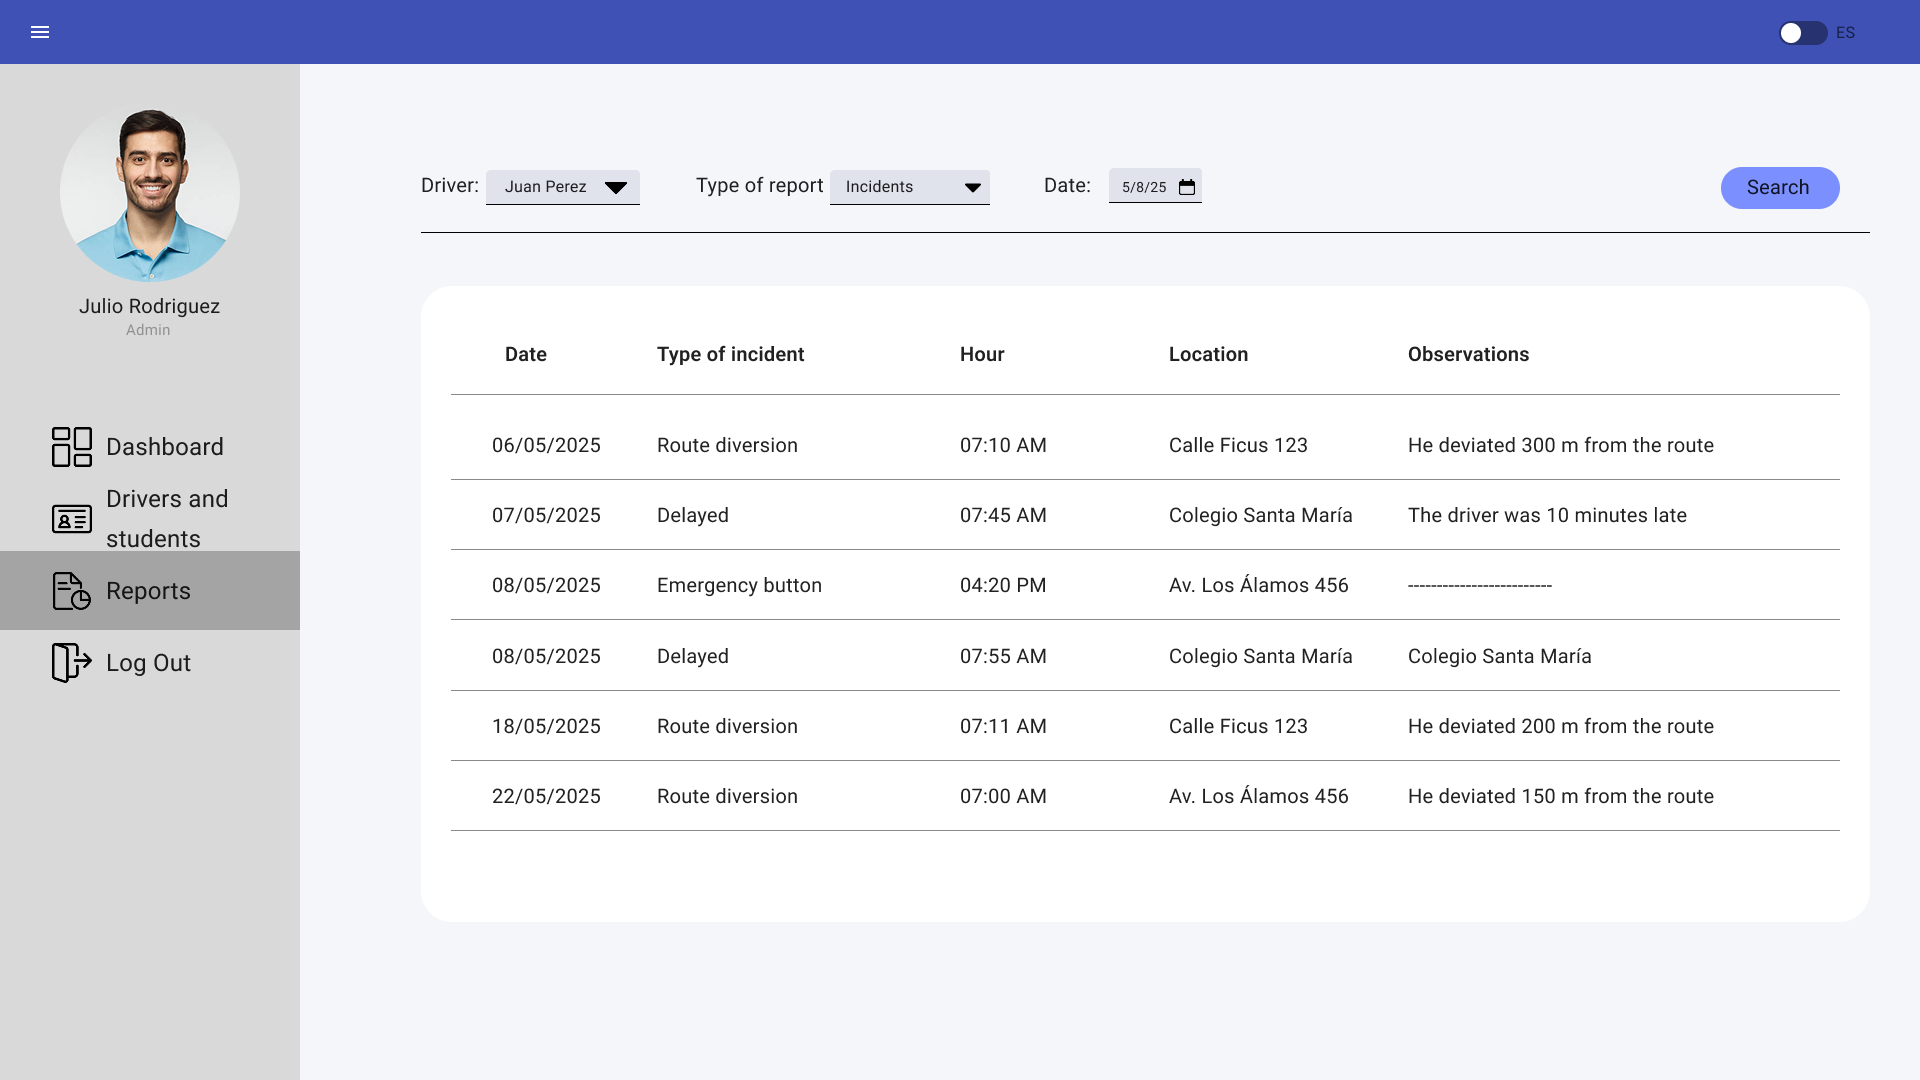 ES
Julio Rodriguez
Admin
Dashboard
Drivers and
students
Reports
Log Out
Driver: Juan Perez Type of report Incidents Date: 5/8/25 Search
Date Type of incident Hour Location Observations
06/05/2025 Route diversion 07:10 AM Calle Ficus 123 He deviated 300 m from the route
07/05/2025 Delayed 07:45 AM Colegio Santa María The driver was 10 minutes late
08/05/2025 Emergency button 04:20 PM Av. Los Álamos 456 -------------------------
08/05/2025 Delayed 07:55 AM Colegio Santa María Colegio Santa María
18/05/2025 Route diversion 07:11 AM Calle Ficus 123 He deviated 200 m from the route
22/05/2025 Route diversion 07:00 AM Av. Los Álamos 456 He deviated 150 m from the route